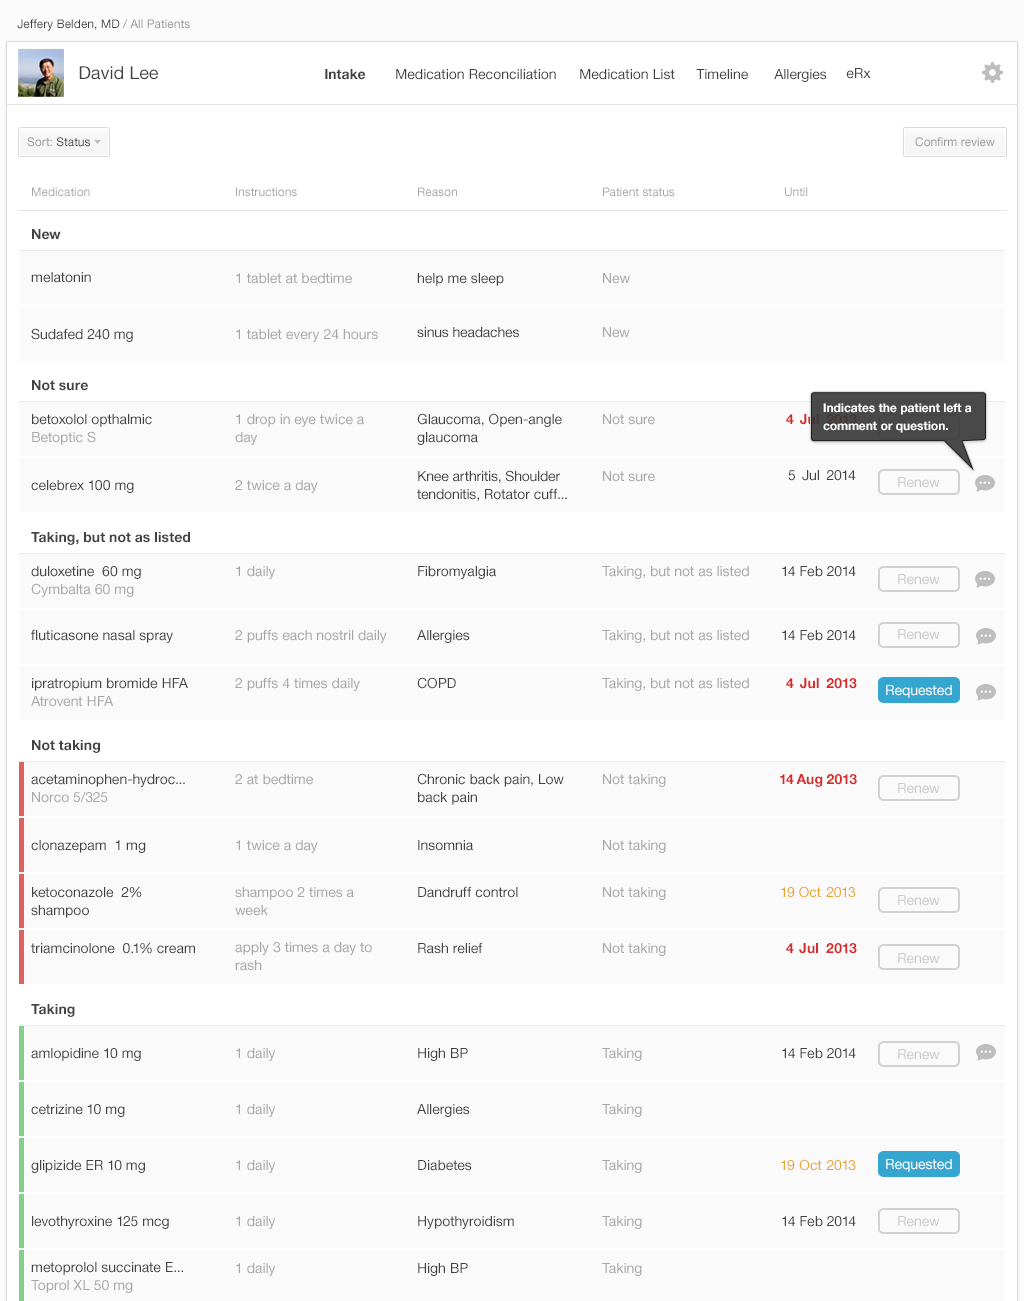 Jeffery Belden, MD / All Patients
David Lee
Intake Medication Reconciliation Medication List Timeline Allergies eRx
Sort: Status
Confirm review
Medication Instructions Reason Patient status Until
New
melatonin 1 tablet at bedtime help me sleep New
Sudafed 240 mg 1 tablet every 24 hours sinus headaches New
Not sure
Indicates the patient left a
comment or question.
betoxolol opthalmic 1 drop in eye twice a Glaucoma, Open-angle Not sure 4 Jul 2013
Betoptic S day glaucoma
celebrex 100 mg 2 twice a day Knee arthritis, Shoulder Not sure 5 Jul 2014 Renew
tendonitis, Rotator cuff...
Taking, but not as listed
duloxetine 60 mg 1 daily Fibromyalgia Taking, but not as listed 14 Feb 2014 Renew
Cymbalta 60 mg
fluticasone nasal spray 2 puffs each nostril daily Allergies Taking, but not as listed 14 Feb 2014 Renew
ipratropium bromide HFA 2 puffs 4 times daily COPD Taking, but not as listed 4 Jul 2013 Requested
Atrovent HFA
Not taking
acetaminophen-hydroc... 2 at bedtime Chronic back pain, Low Not taking 14 Aug 2013 Renew
Norco 5/325 back pain
clonazepam 1 mg 1 twice a day Insomnia Not taking
ketoconazole 2% shampoo 2 times a Dandruff control Not taking 19 Oct 2013 Renew
shampoo week
triamcinolone 0.1% cream apply 3 times a day to Rash relief Not taking 4 Jul 2013 Renew
rash
Taking
amlopidine 10 mg 1 daily High BP Taking 14 Feb 2014 Renew
cetrizine 10 mg 1 daily Allergies Taking
glipizide ER 10 mg 1 daily Diabetes Taking 19 Oct 2013 Requested
levothyroxine 125 mcg 1 daily Hypothyroidism Taking 14 Feb 2014 Renew
metoprolol succinate E... 1 daily High BP Taking
Toprol XL 50 mg